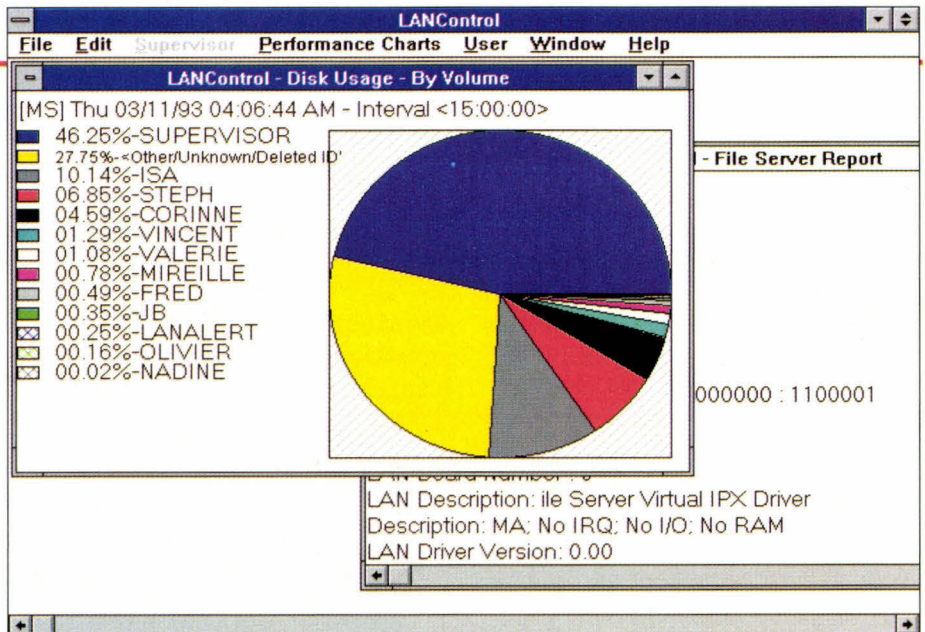 LANControl
File Edit Supervisor Performance Charts User Window Help
LANControl - Disk Usage - By Volume
[MS] Thu 03/11/93 04:06:44 AM - Interval <15:00:00>
46.25%-SUPERVISOR
27.75%-<Other/Unknown/Deleted ID'
10.14%-ISA
06.85%-STEPH
04.59%-CORINNE
01.29%-VINCENT
01.08%-VALERIE
00.78%-MIREILLE
00.49%-FRED
00.35%-JB
00.25%-LANALERT
00.16%-OLIVIER
00.02%-NADINE
- File Server Report
000000 : 1100001
LAN Board Number : 0
LAN Description: ile Server Virtual IPX Driver
Description: MA; No IRQ; No I/O; No RAM
LAN Driver Version: 0.00